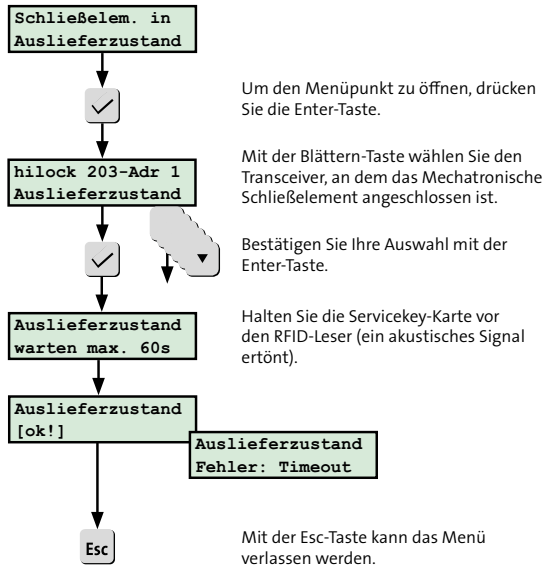 Schließelem. in
Auslieferzustand
Um den Menüpunkt zu öffnen, drücken
Sie die Enter-Taste.
hilock 203-Adr 1
Auslieferzustand
Mit der Blättern-Taste wählen Sie den
Transceiver, an dem das Mechatronische
Schließelement angeschlossen ist.
Bestätigen Sie Ihre Auswahl mit der
Enter-Taste.
Auslieferzustand
warten max. 60s
Halten Sie die Servicekey-Karte vor
den RFID-Leser (ein akustisches Signal
ertönt).
Auslieferzustand
[ok!]
Auslieferzustand
Fehler: Timeout
Esc
Mit der Esc-Taste kann das Menü
verlassen werden.